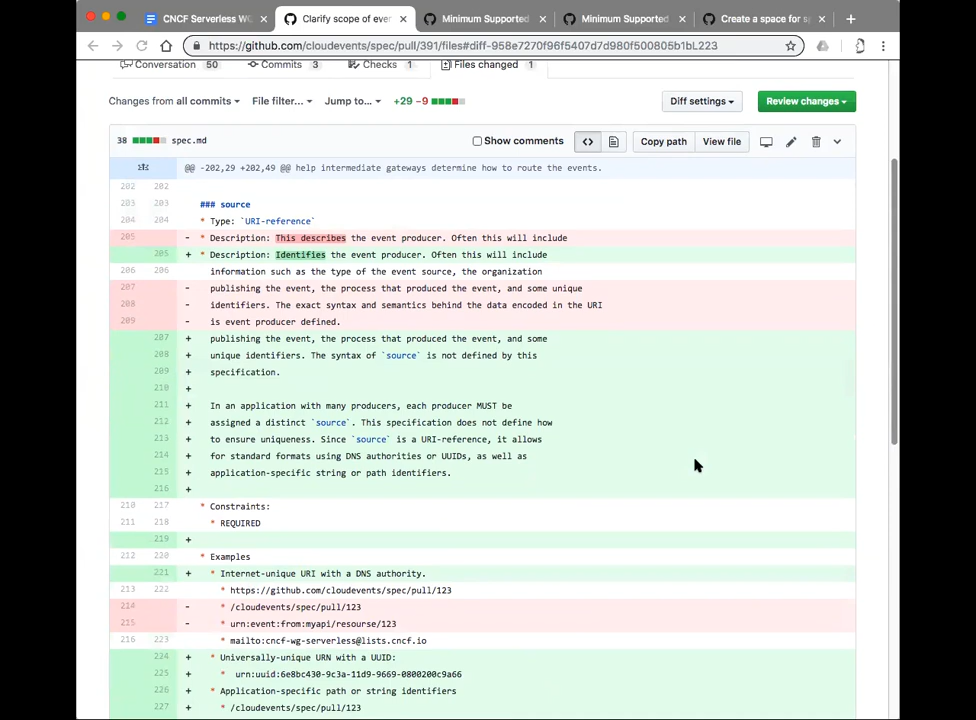 CNCF Serverless WG
Clarify scope of ever
Minimum Supported
Minimum Supported
Create a space for sp
https://github.com/cloudevents/spec/pull/391/files#diff-958e7270f96f5407d7d980f500805b1bL223
Conversation 50
Commits 3
Checks 1
Files changed 1
Changes from all commits
File filter...
Jump to...
+29 −9
Diff settings
Review changes
38 spec.md
Show comments
Copy path
View file
@@ -202,29 +202,49 @@ help intermediate gateways determine how to route the events.
202 202
203 203 ### source
204 204 * Type: `URI-reference`
205 - * Description: This describes the event producer. Often this will include
205 + * Description: Identifies the event producer. Often this will include
206 206 information such as the type of the event source, the organization
207 - publishing the event, the process that produced the event, and some unique
208 - identifiers. The exact syntax and semantics behind the data encoded in the URI
209 - is event producer defined.
207 + publishing the event, the process that produced the event, and some
208 + unique identifiers. The syntax of `source` is not defined by this
209 + specification.
210 +
211 + In an application with many producers, each producer MUST be
212 + assigned a distinct `source`. This specification does not define how
213 + to ensure uniqueness. Since `source` is a URI-reference, it allows
214 + for standard formats using DNS authorities or UUIDs, as well as
215 + application-specific string or path identifiers.
216 +
210 217 * Constraints:
211 218 * REQUIRED
219 +
212 220 * Examples
221 + * Internet-unique URI with a DNS authority.
213 222 * https://github.com/cloudevents/spec/pull/123
214 - * /cloudevents/spec/pull/123
215 - * urn:event:from:myapi/resourse/123
216 223 * mailto:cncf-wg-serverless@lists.cncf.io
224 + * Universally-unique URN with a UUID:
225 + * urn:uuid:6e8bc430-9c3a-11d9-9669-0800200c9a66
226 + * Application-specific path or string identifiers
227 + * /cloudevents/spec/pull/123